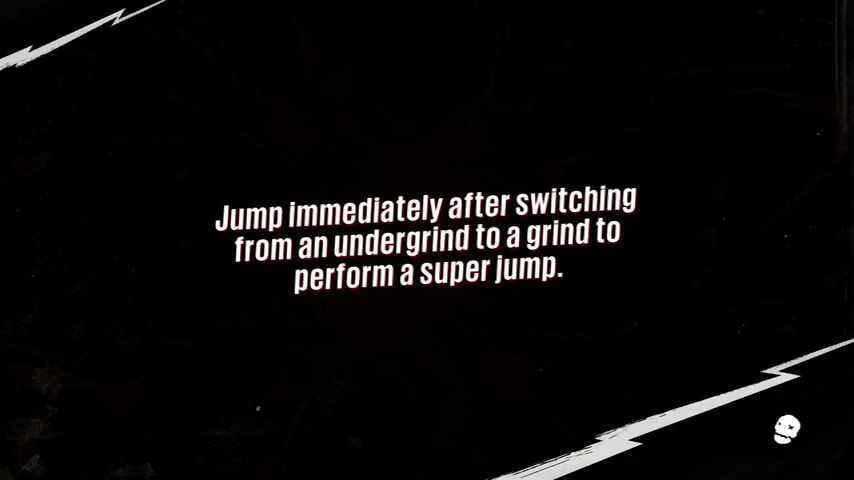 Jump immediately after switching
from an undergrind to a grind to
perform a super jump.